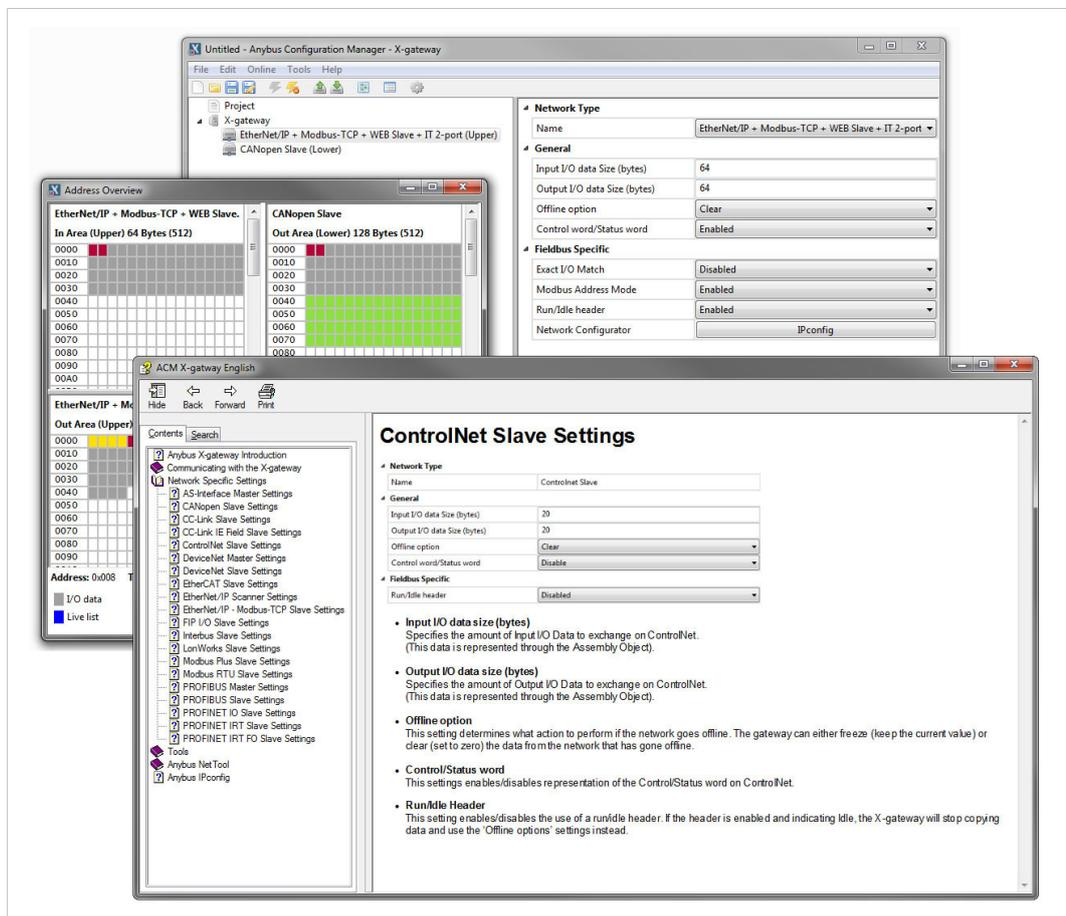 Untitled - Anybus Configuration Manager - X-gateway
File Edit Online Tools Help
Project
X-gateway
EtherNet/IP + Modbus-TCP + WEB Slave + IT 2-port (Upper)
CANopen Slave (Lower)
Network Type
Name EtherNet/IP + Modbus-TCP + WEB Slave + IT 2-port
General
Input I/O data Size (bytes) 64
Output I/O data Size (bytes) 64
Offline option Clear
Control word/Status word Enabled
Fieldbus Specific
Exact I/O Match Disabled
Modbus Address Mode Enabled
Run/Idle header Enabled
Network Configurator IPconfig
Address Overview
EtherNet/IP + Modbus-TCP + WEB Slave.
In Area (Upper) 64 Bytes (512)
0000
0010
0020
0030
0040
0050
0060
0070
0080
0090
00A0
CANopen Slave
Out Area (Lower) 128 Bytes (512)
0000
0010
0020
0030
0040
0050
0060
0070
0080
EtherNet/IP + Mo
Out Area (Upper)
0000
0010
0020
0030
0040
0050
0060
0070
0080
0090
Address: 0x008 T
I/O data
Live list
ACM X-gatway English
Hide Back Forward Print
Contents Search
Anybus X-gateway Introduction
Communicating with the X-gateway
Network Specific Settings
AS-Interface Master Settings
CANopen Slave Settings
CC-Link Slave Settings
CC-Link IE Field Slave Settings
ControlNet Slave Settings
DeviceNet Master Settings
DeviceNet Slave Settings
EtherCAT Slave Settings
EtherNet/IP Scanner Settings
EtherNet/IP - Modbus-TCP Slave Settings
FIP I/O Slave Settings
Interbus Slave Settings
LonWorks Slave Settings
Modbus Plus Slave Settings
Modbus RTU Slave Settings
PROFIBUS Master Settings
PROFIBUS Slave Settings
PROFINET IO Slave Settings
PROFINET IRT Slave Settings
PROFINET IRT FO Slave Settings
Tools
Anybus NetTool
Anybus IPconfig
ControlNet Slave Settings
Network Type
Name Controlnet Slave
General
Input I/O data Size (bytes) 20
Output I/O data Size (bytes) 20
Offline option Clear
Control word/Status word Disable
Fieldbus Specific
Run/Idle header Disabled
• Input I/O data size (bytes)
Specifies the amount of Input I/O Data to exchange on ControlNet.
(This data is represented through the Assembly Object).
• Output I/O data size (bytes)
Specifies the amount of Output I/O Data to exchange on ControlNet.
(This data is represented through the Assembly Object).
• Offline option
This setting determines what action to perform if the network goes offline. The gateway can either freeze (keep the current value) or
clear (set to zero) the data from the network that has gone offline.
• Control/Status word
This settings enables/disables representation of the Control/Status word on ControlNet.
• Run/Idle Header
This setting enables/disables the use of a run/idle header. If the header is enabled and indicating Idle, the X-gateway will stop copying
data and use the 'Offline options' settings instead.